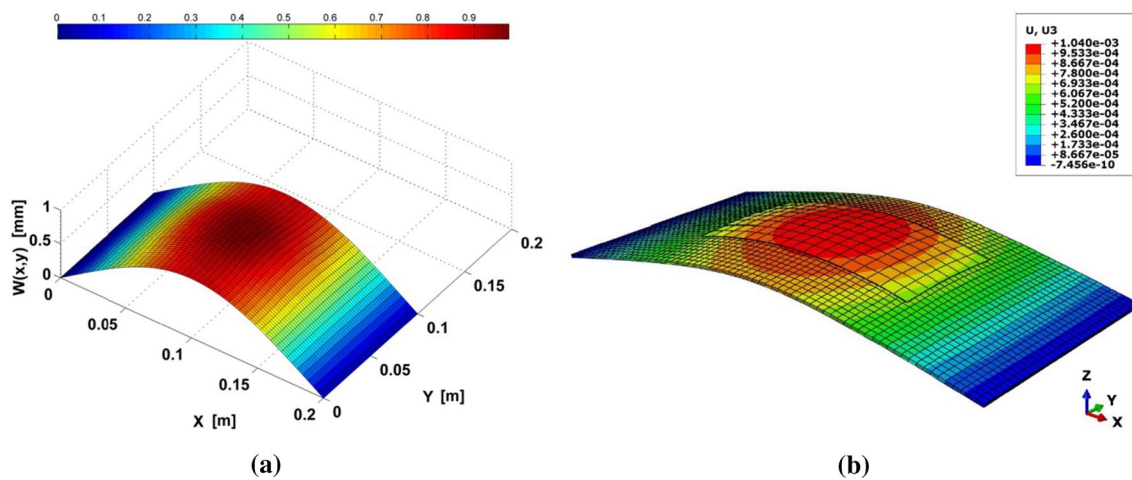 0 0.1 0.2 0.3 0.4 0.5 0.6 0.7 0.8 0.9
W(x,y) [mm]
1
0.5
0
0
0.05
0.1
0.15
0.2
X [m]
0
0.05
0.1
0.15
0.2
Y [m]
(a)
U, U3
+1.040e-03
+9.533e-04
+8.667e-04
+7.800e-04
+6.933e-04
+6.067e-04
+5.200e-04
+4.333e-04
+3.467e-04
+2.600e-04
+1.733e-04
+8.667e-05
-7.456e-10
Z
Y
X
(b)